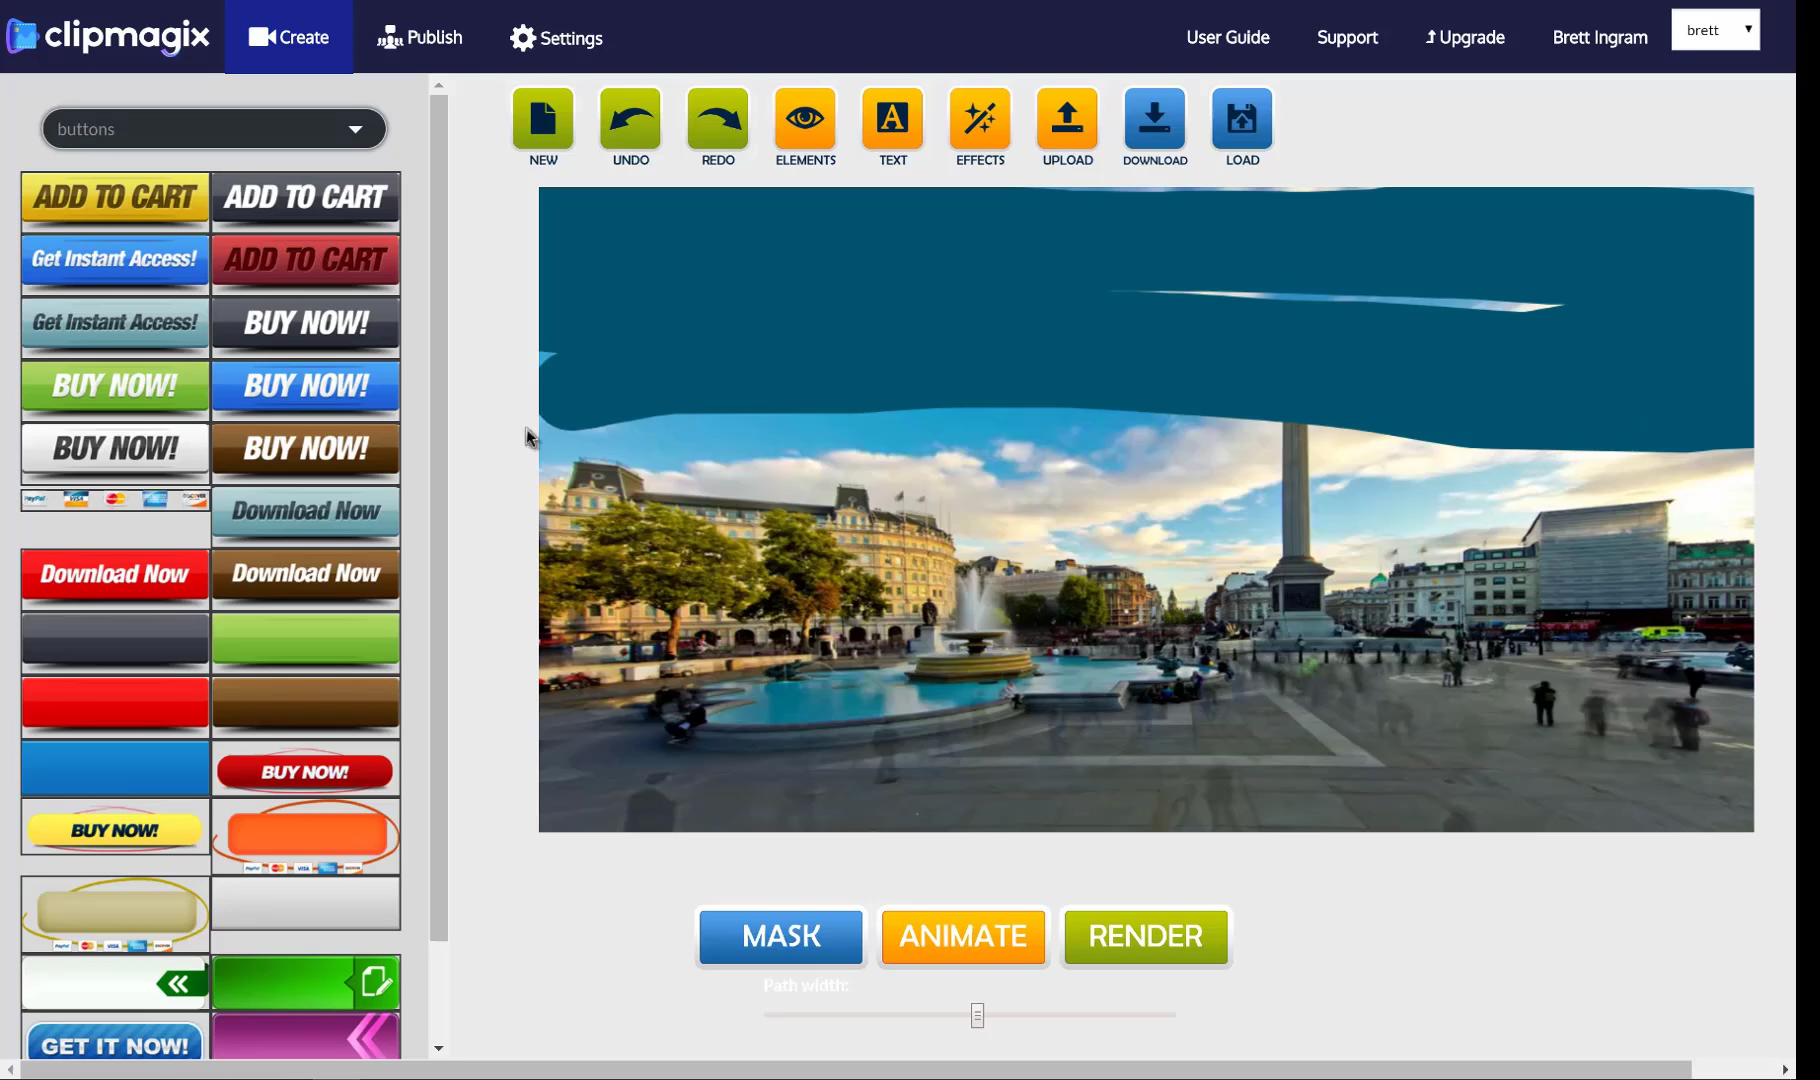 clipmagix
Create
Publish
Settings
User Guide
Support
Upgrade
Brett Ingram
brett
buttons
NEW
UNDO
REDO
ELEMENTS
TEXT
EFFECTS
UPLOAD
DOWNLOAD
LOAD
ADD TO CART
ADD TO CART
Get Instant Access!
ADD TO CART
Get Instant Access!
BUY NOW!
BUY NOW!
BUY NOW!
BUY NOW!
BUY NOW!
PayPal VISA
Download Now
Download Now
Download Now
BUY NOW!
BUY NOW!
GET IT NOW!
MASK
ANIMATE
RENDER
Path width: